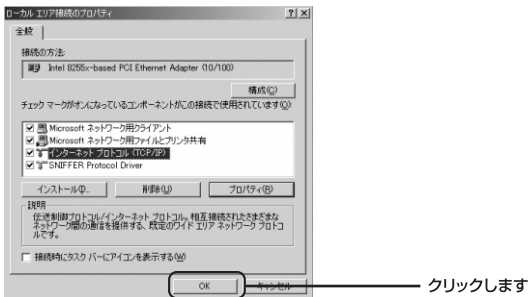 ローカル エリア接続のプロパティ
全般
接続の方法:
Intel 8255x-based PCI Ethernet Adapter (10/100)
構成(C)
チェック マークがオンになっているコンポーネントがこの接続で使用されています(O):
Microsoft ネットワーク用クライアント
Microsoft ネットワーク用ファイルとプリンタ共有
インターネット プロトコル (TCP/IP)
SNIFFER Protocol Driver
インストール(I)... 削除(U) プロパティ(R)
説明
伝送制御プロトコル/インターネット プロトコル。相互接続されたさまざまな
ネットワーク間の通信を提供する、既定のワイド エリア ネットワーク プロトコ
ルです。
接続時にタスク バーにアイコンを表示する(W)
OK キャンセル クリックします